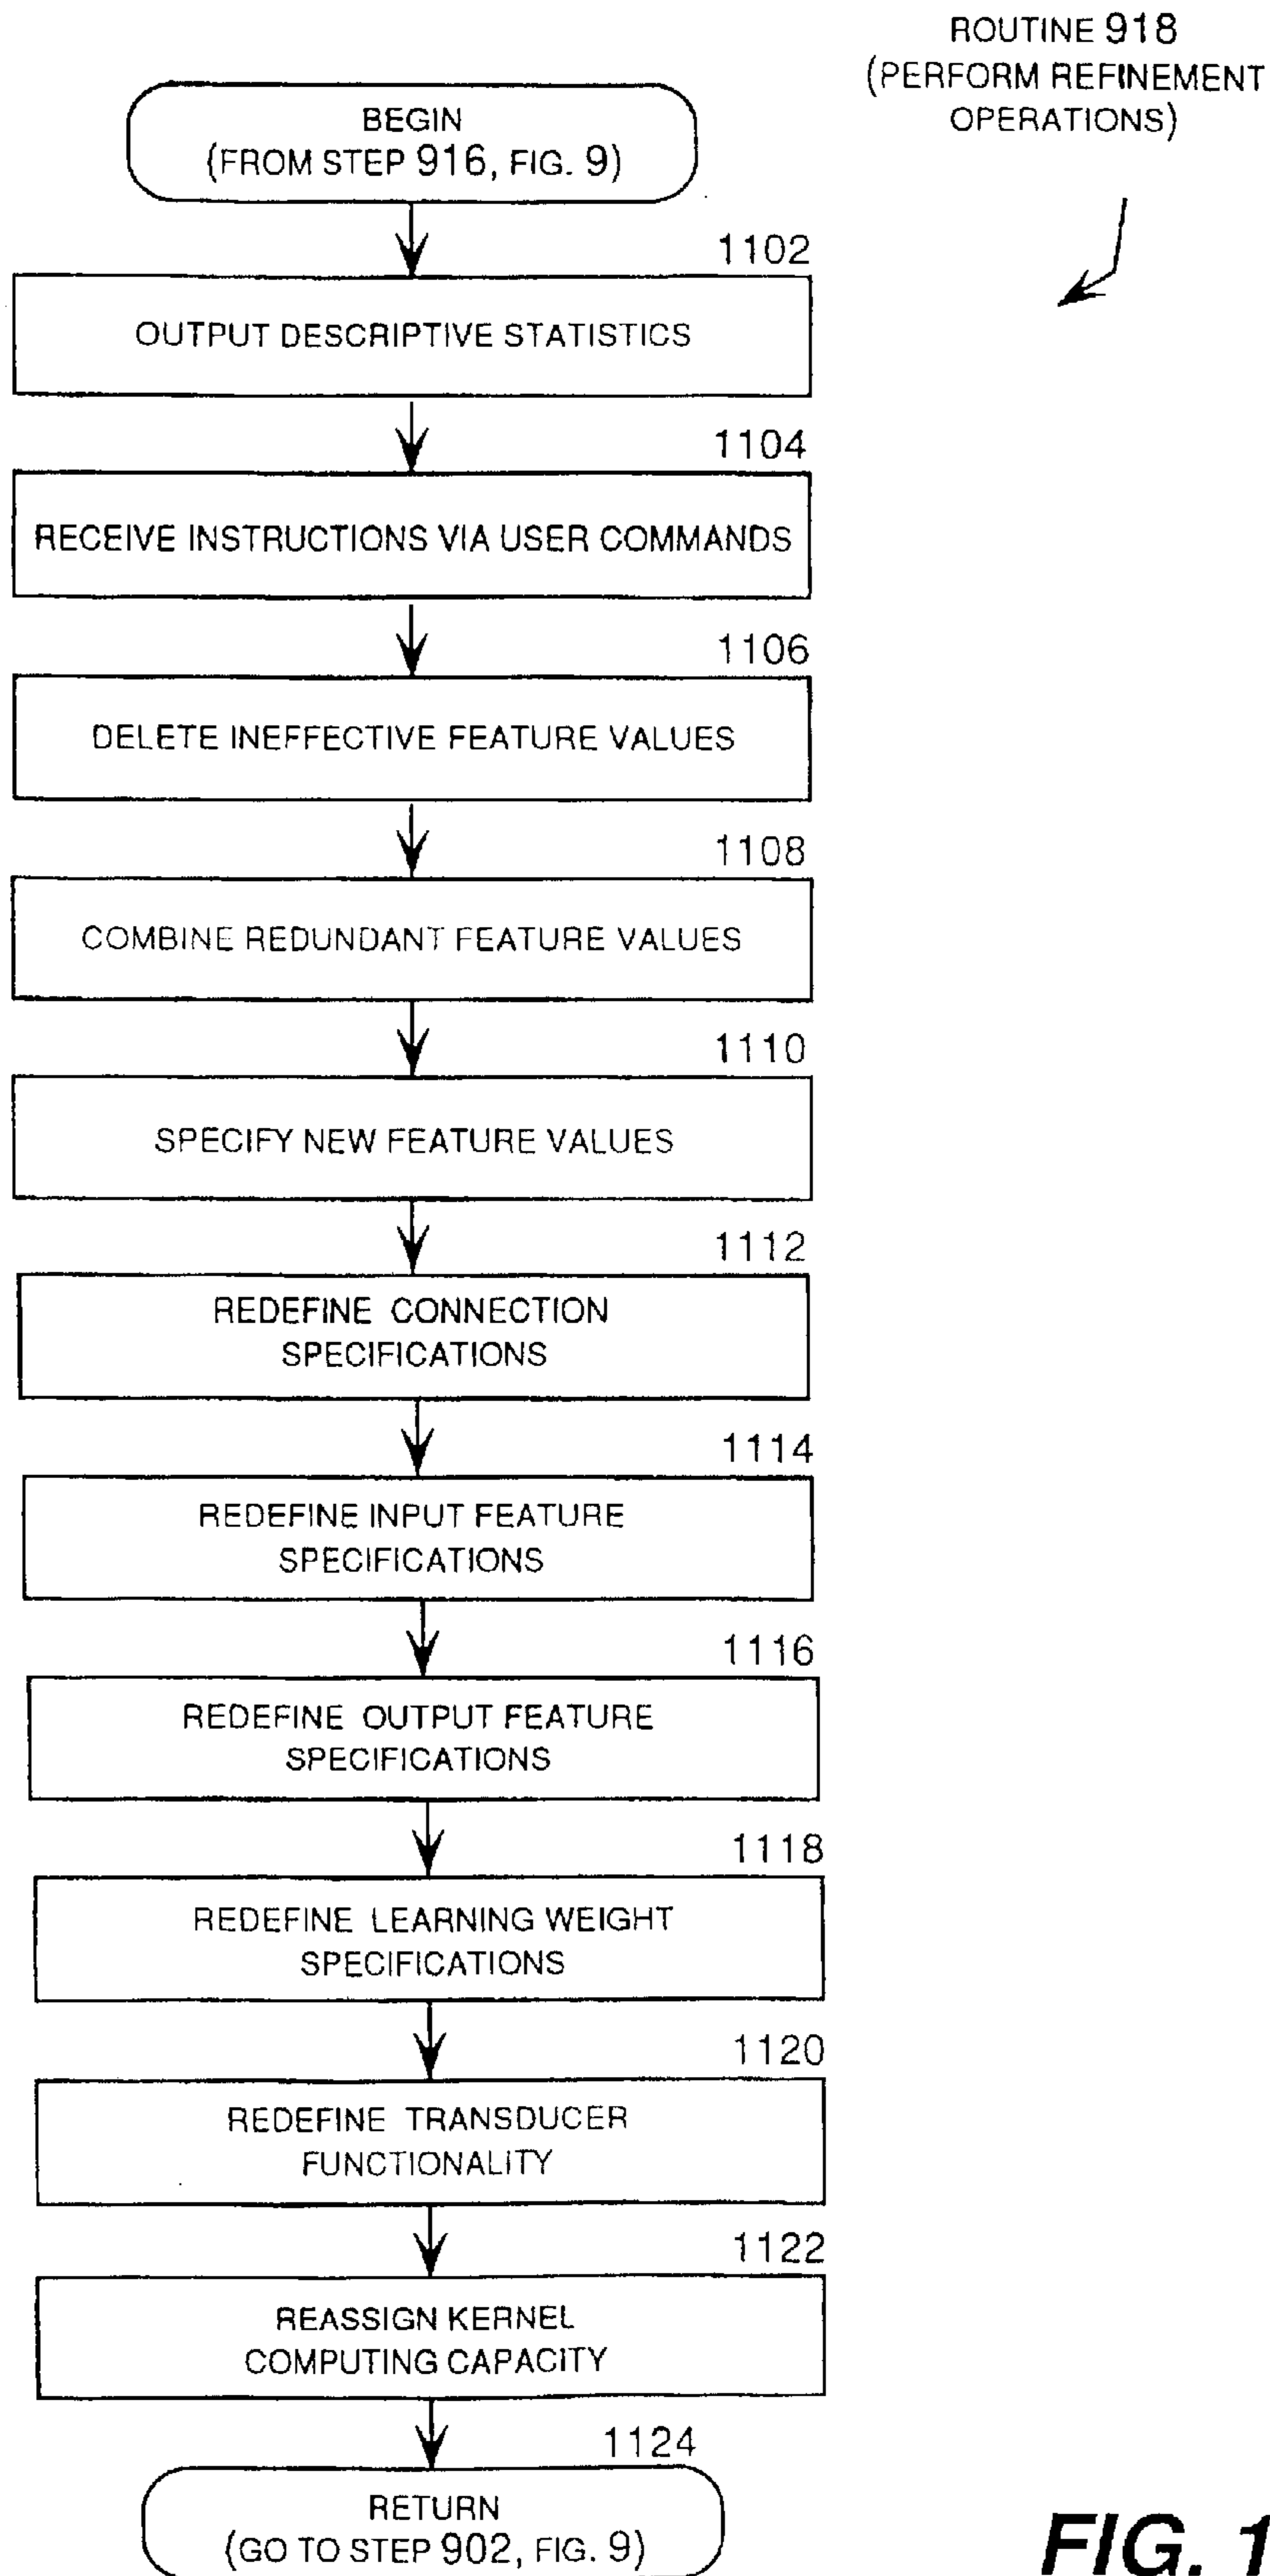 ROUTINE 918
(PERFORM REFINEMENT
OPERATIONS)
BEGIN
(FROM STEP 916, FIG. 9)
1102
OUTPUT DESCRIPTIVE STATISTICS
1104
RECEIVE INSTRUCTIONS VIA USER COMMANDS
1106
DELETE INEFFECTIVE FEATURE VALUES
1108
COMBINE REDUNDANT FEATURE VALUES
1110
SPECIFY NEW FEATURE VALUES
1112
REDEFINE CONNECTION
SPECIFICATIONS
1114
REDEFINE INPUT FEATURE
SPECIFICATIONS
1116
REDEFINE OUTPUT FEATURE
SPECIFICATIONS
1118
REDEFINE LEARNING WEIGHT
SPECIFICATIONS
1120
REDEFINE TRANSDUCER
FUNCTIONALITY
1122
REASSIGN KERNEL
COMPUTING CAPACITY
1124
RETURN
(GO TO STEP 902, FIG. 9)
FIG. 1